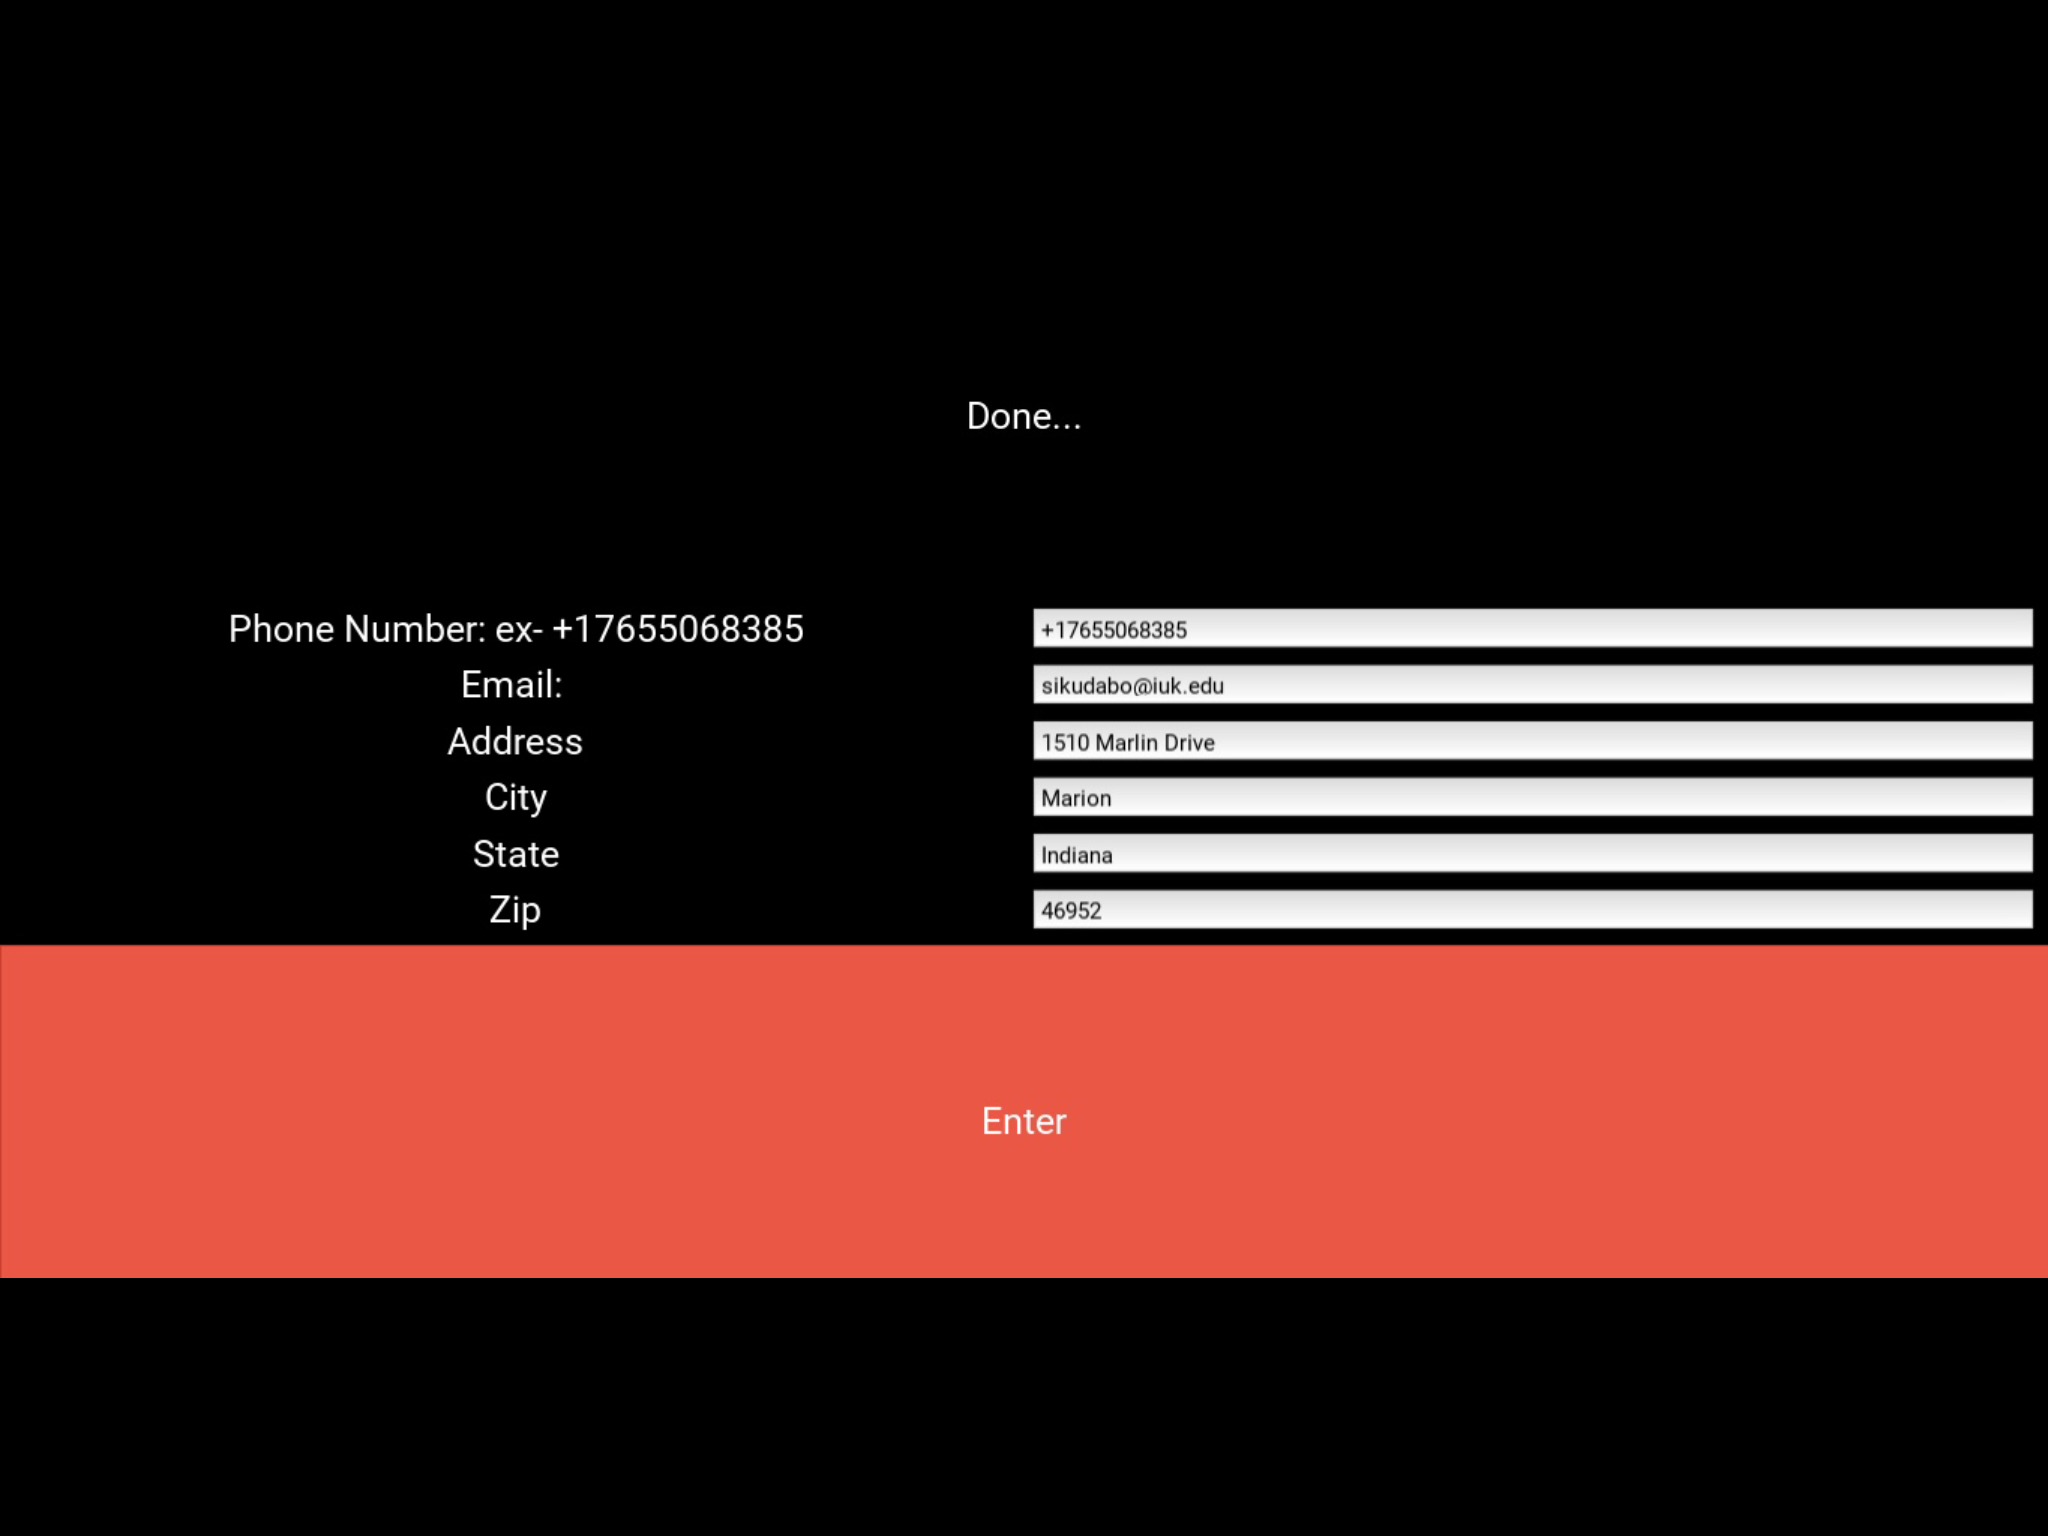 Done...
Phone Number: ex- +17655068385 +17655068385
Email: sikudabo@iuk.edu
Address 1510 Marlin Drive
City Marion
State Indiana
Zip 46952
Enter